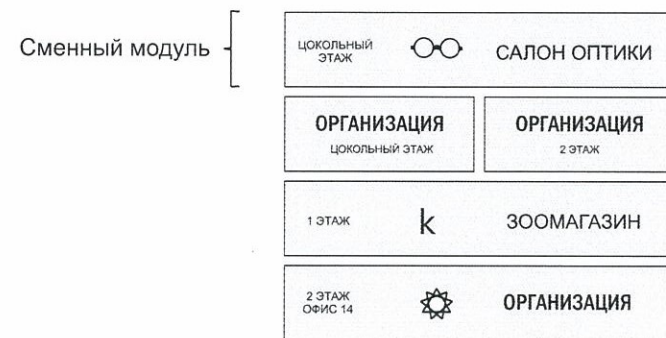 Сменный модуль
ЦОКОЛЬНЫЙ
ЭТАЖ
САЛОН ОПТИКИ
ОРГАНИЗАЦИЯ
ЦОКОЛЬНЫЙ ЭТАЖ
ОРГАНИЗАЦИЯ
2 ЭТАЖ
1 ЭТАЖ
k
ЗООМАГАЗИН
2 ЭТАЖ
ОФИС 14
ОРГАНИЗАЦИЯ